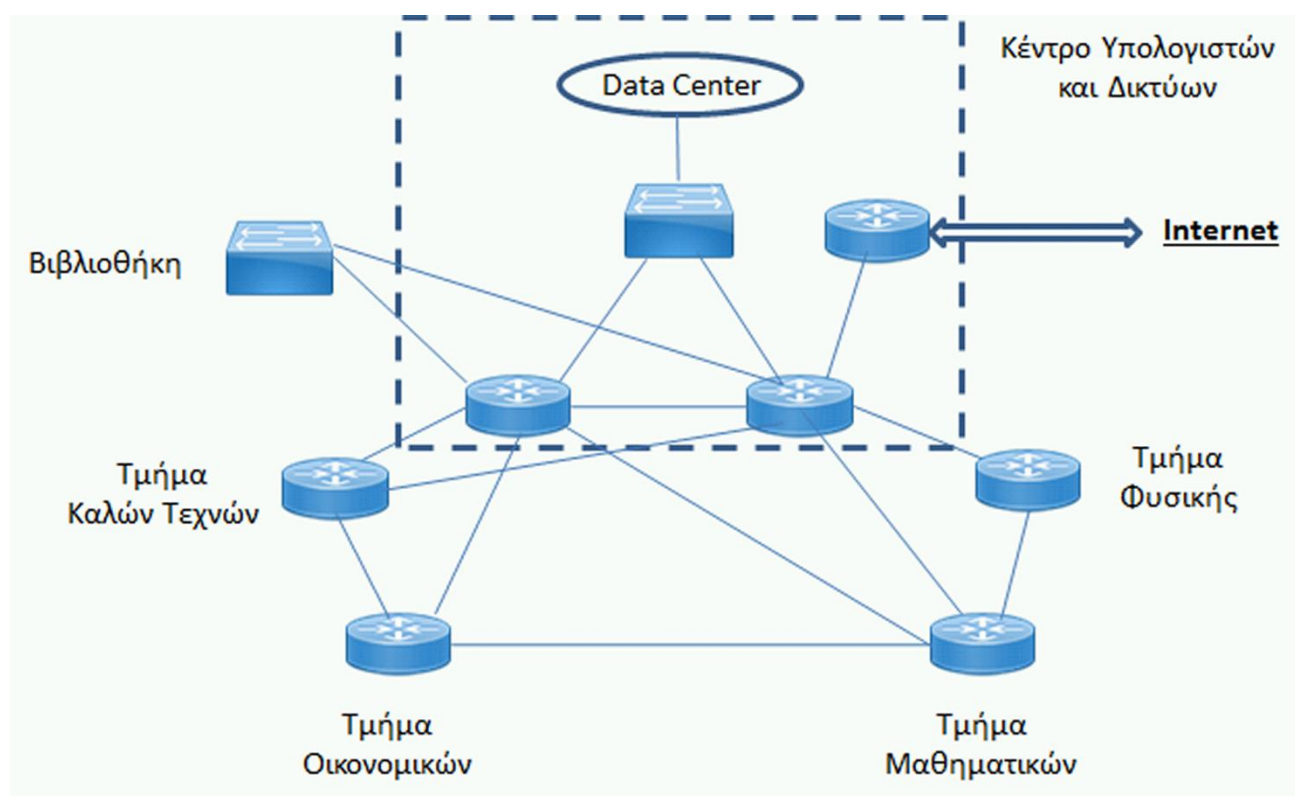 Κέντρο Υπολογιστών
και Δικτύων
Data Center
Internet
Βιβλιοθήκη
Τμήμα
Καλών Τεχνών
Τμήμα
Φυσικής
Τμήμα
Οικονομικών
Τμήμα
Μαθηματικών